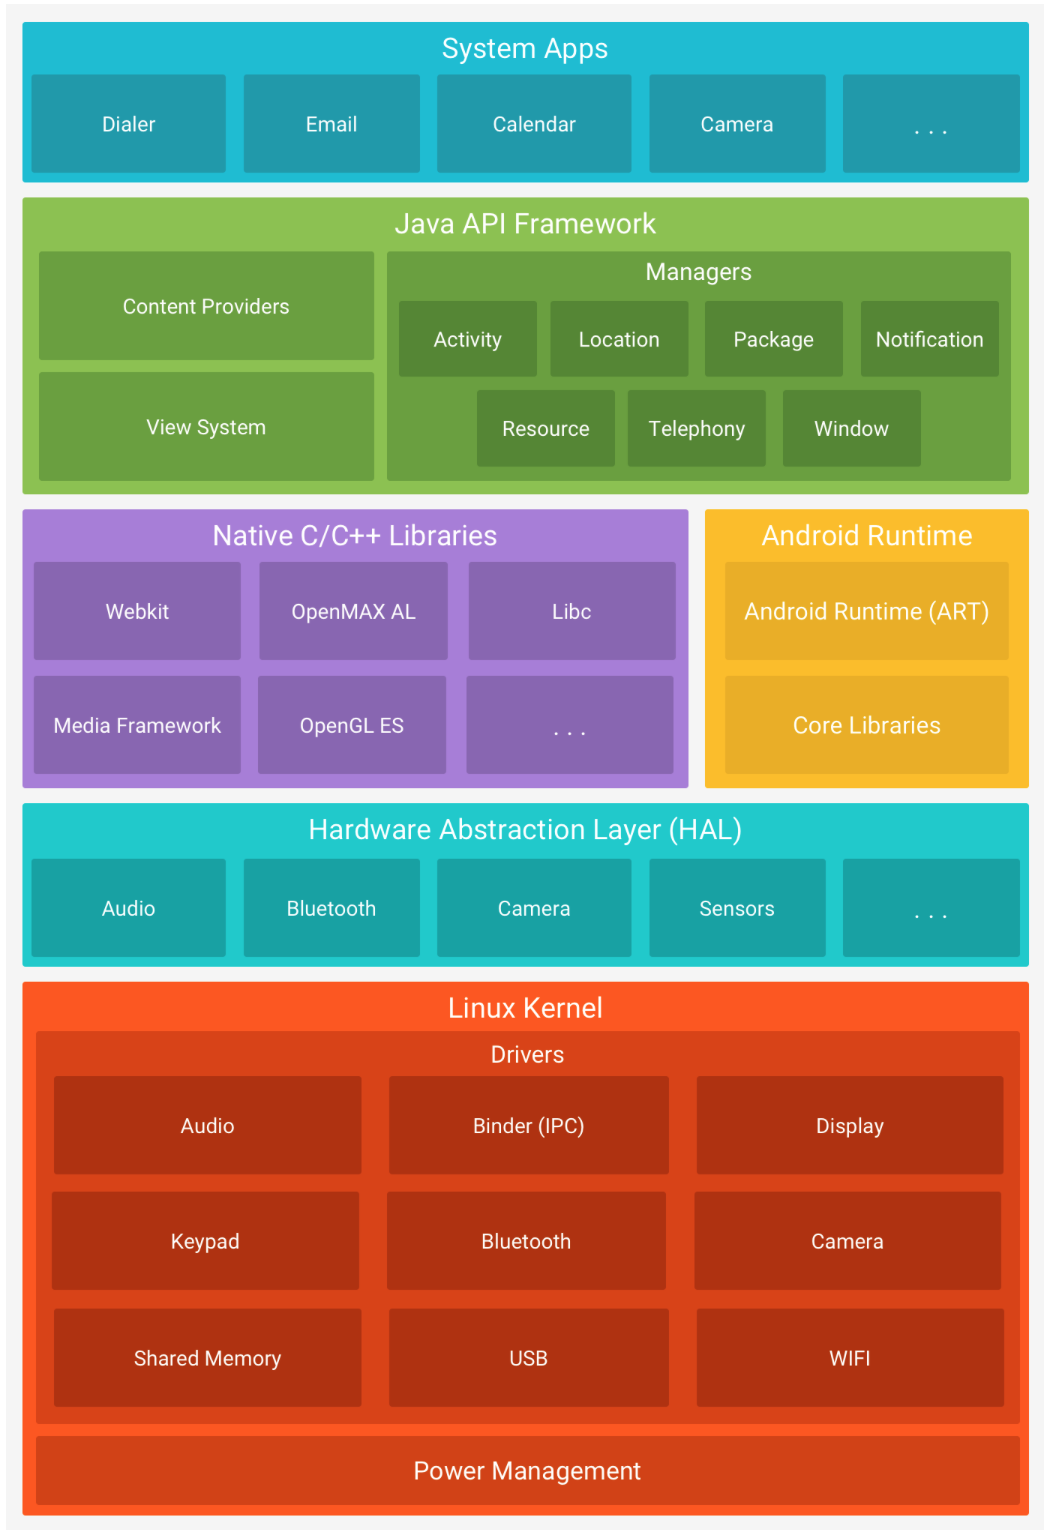 System Apps
Dialer
Email
Calendar
Camera
. . .
Java API Framework
Content Providers
View System
Managers
Activity
Location
Package
Notification
Resource
Telephony
Window
Native C/C++ Libraries
Webkit
OpenMAX AL
Libc
Media Framework
OpenGL ES
. . .
Android Runtime
Android Runtime (ART)
Core Libraries
Hardware Abstraction Layer (HAL)
Audio
Bluetooth
Camera
Sensors
. . .
Linux Kernel
Drivers
Audio
Binder (IPC)
Display
Keypad
Bluetooth
Camera
Shared Memory
USB
WIFI
Power Management